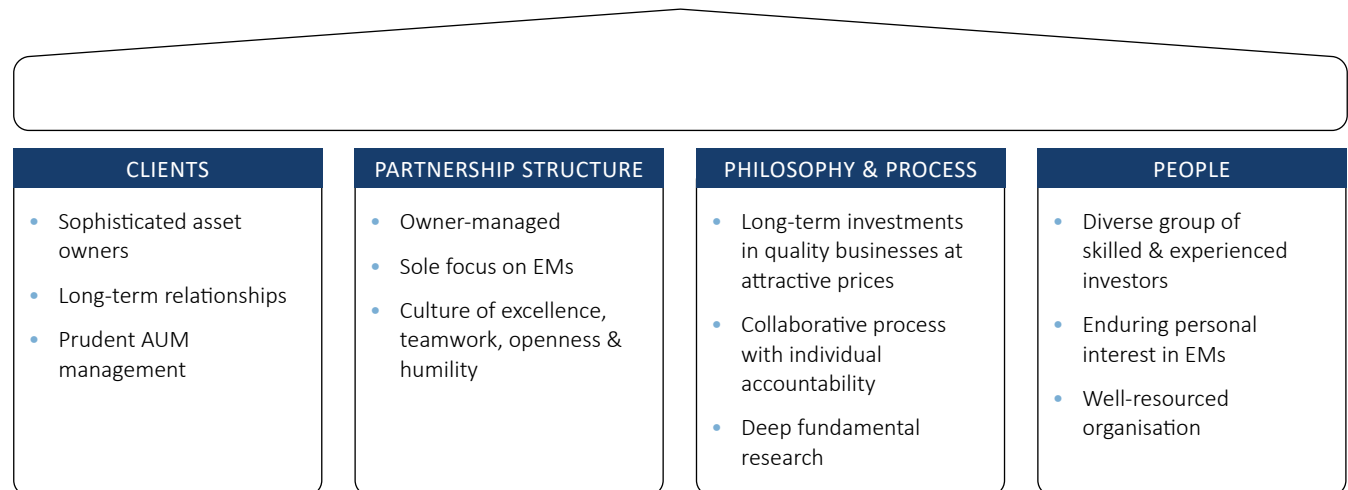 CLIENTS
• Sophisticated asset
owners
• Long-term relationships
• Prudent AUM
management
PARTNERSHIP STRUCTURE
• Owner-managed
• Sole focus on EMs
• Culture of excellence,
teamwork, openness &
humility
PHILOSOPHY & PROCESS
• Long-term investments
in quality businesses at
attractive prices
• Collaborative process
with individual
accountability
• Deep fundamental
research
PEOPLE
• Diverse group of
skilled & experienced
investors
• Enduring personal
interest in EMs
• Well-resourced
organisation